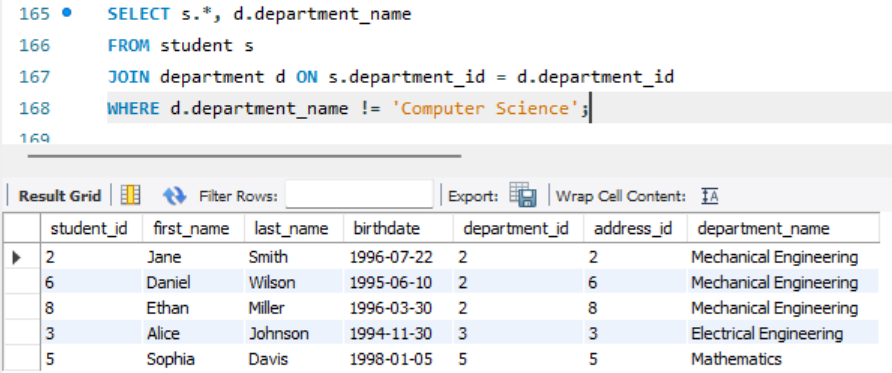 165 SELECT s.*, d.department_name
166 FROM student s
167 JOIN department d ON s.department_id = d.department_id
168 WHERE d.department_name != 'Computer Science';
169
Result Grid Filter Rows: Export: Wrap Cell Content:
student_id first_name last_name birthdate department_id address_id department_name
2 Jane Smith 1996-07-22 2 2 Mechanical Engineering
6 Daniel Wilson 1995-06-10 2 6 Mechanical Engineering
8 Ethan Miller 1996-03-30 2 8 Mechanical Engineering
3 Alice Johnson 1994-11-30 3 3 Electrical Engineering
5 Sophia Davis 1998-01-05 5 5 Mathematics